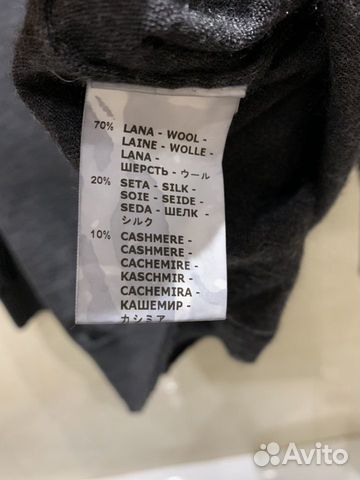 70% LANA - WOOL -
LAINE - WOLLE -
LANA -
ШЕРСТЬ - ウール
20% SETA - SILK -
SOIE - SEIDE -
SEDA - ШЕЛК -
シルク
10% CASHMERE -
CASHMERE -
CACHEMIRE -
KASCHMIR -
CACHEMIRA -
КАШЕМИР -
カシミア
Avito